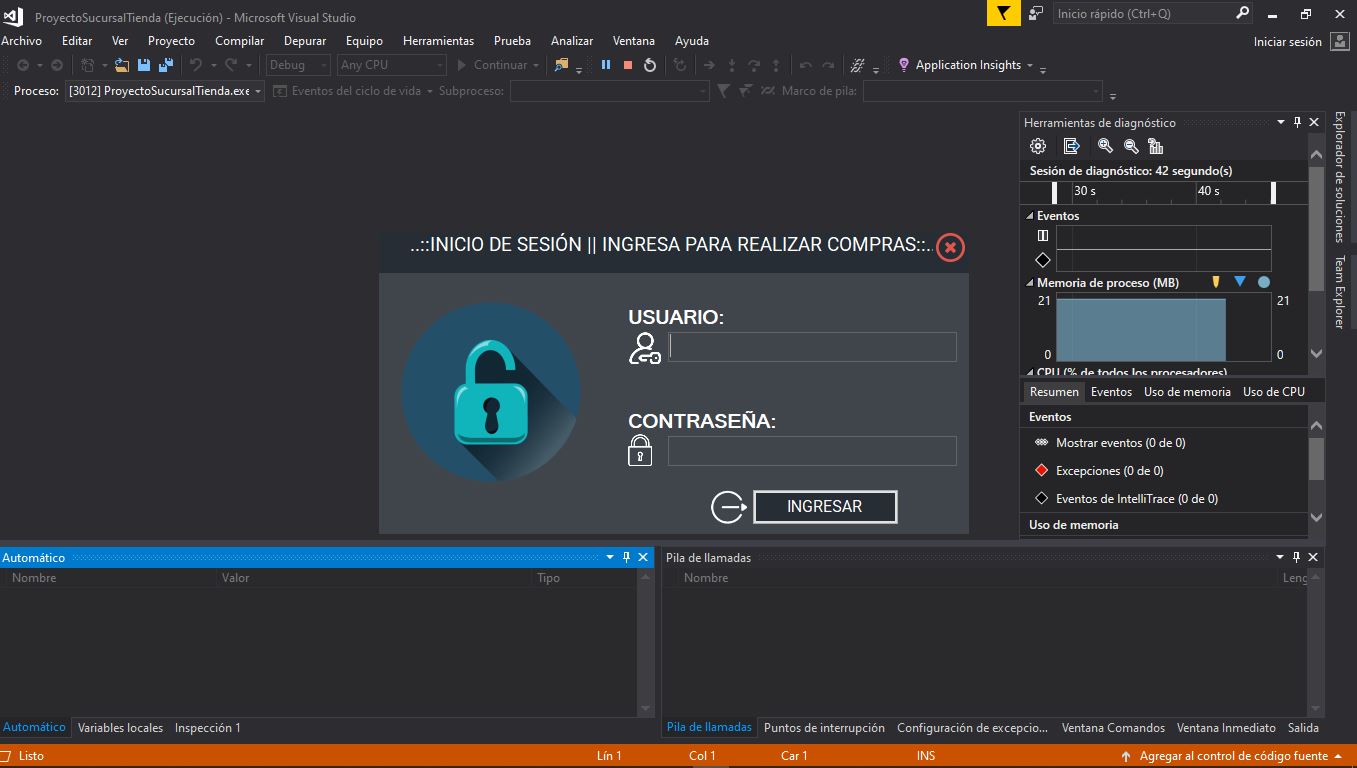 ProyectoSucursalTienda (Ejecución) - Microsoft Visual Studio
Inicio rápido (Ctrl+Q)
Archivo Editar Ver Proyecto Compilar Depurar Equipo Herramientas Prueba Analizar Ventana Ayuda
Iniciar sesión
Debug Any CPU Continuar Application Insights
Proceso: [3012] ProyectoSucursalTienda.exe Eventos del ciclo de vida Subproceso: Marco de pila:
Herramientas de diagnóstico
Sesión de diagnóstico: 42 segundo(s)
30 s 40 s
Eventos
Memoria de proceso (MB)
21 21
0 0
CPU (% de todos los procesadores)
Resumen Eventos Uso de memoria Uso de CPU
Eventos
Mostrar eventos (0 de 0)
Excepciones (0 de 0)
Eventos de IntelliTrace (0 de 0)
Uso de memoria
Explorador de soluciones
Team Explorer
..::INICIO DE SESIÓN || INGRESA PARA REALIZAR COMPRAS::..
USUARIO:
CONTRASEÑA:
INGRESAR
Automático
Nombre Valor Tipo
Automático Variables locales Inspección 1
Pila de llamadas
Nombre Leng
Pila de llamadas Puntos de interrupción Configuración de excepcio... Ventana Comandos Ventana Inmediato Salida
Listo Lín 1 Col 1 Car 1 INS Agregar al control de código fuente